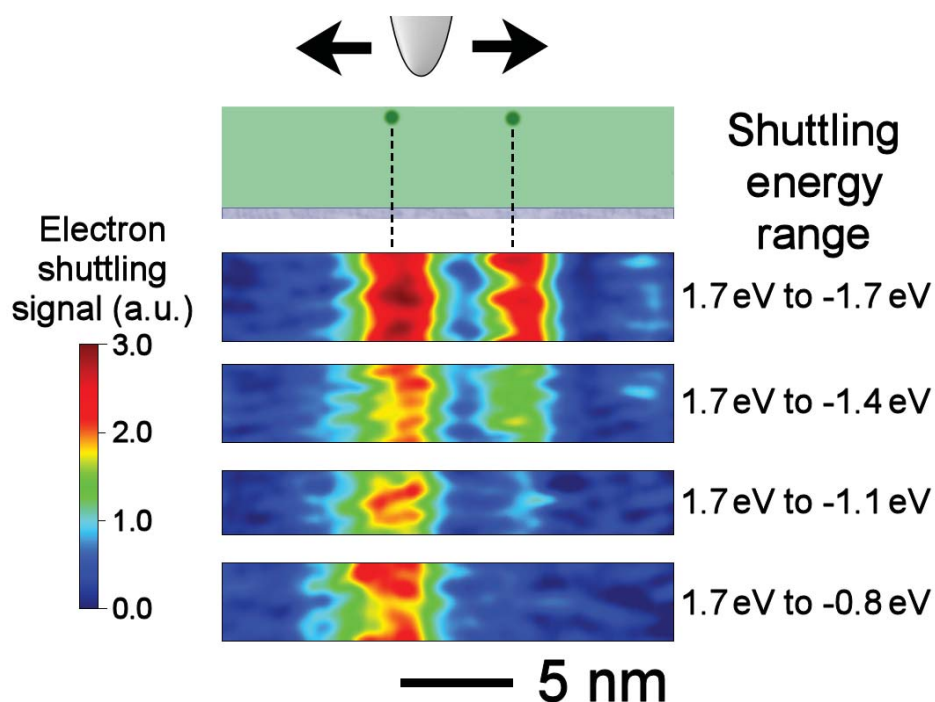 Shuttling
energy
range
Electron
shuttling
signal (a.u.)
3.0
2.0
1.0
0.0
1.7 eV to -1.7 eV
1.7 eV to -1.4 eV
1.7 eV to -1.1 eV
1.7 eV to -0.8 eV
5 nm